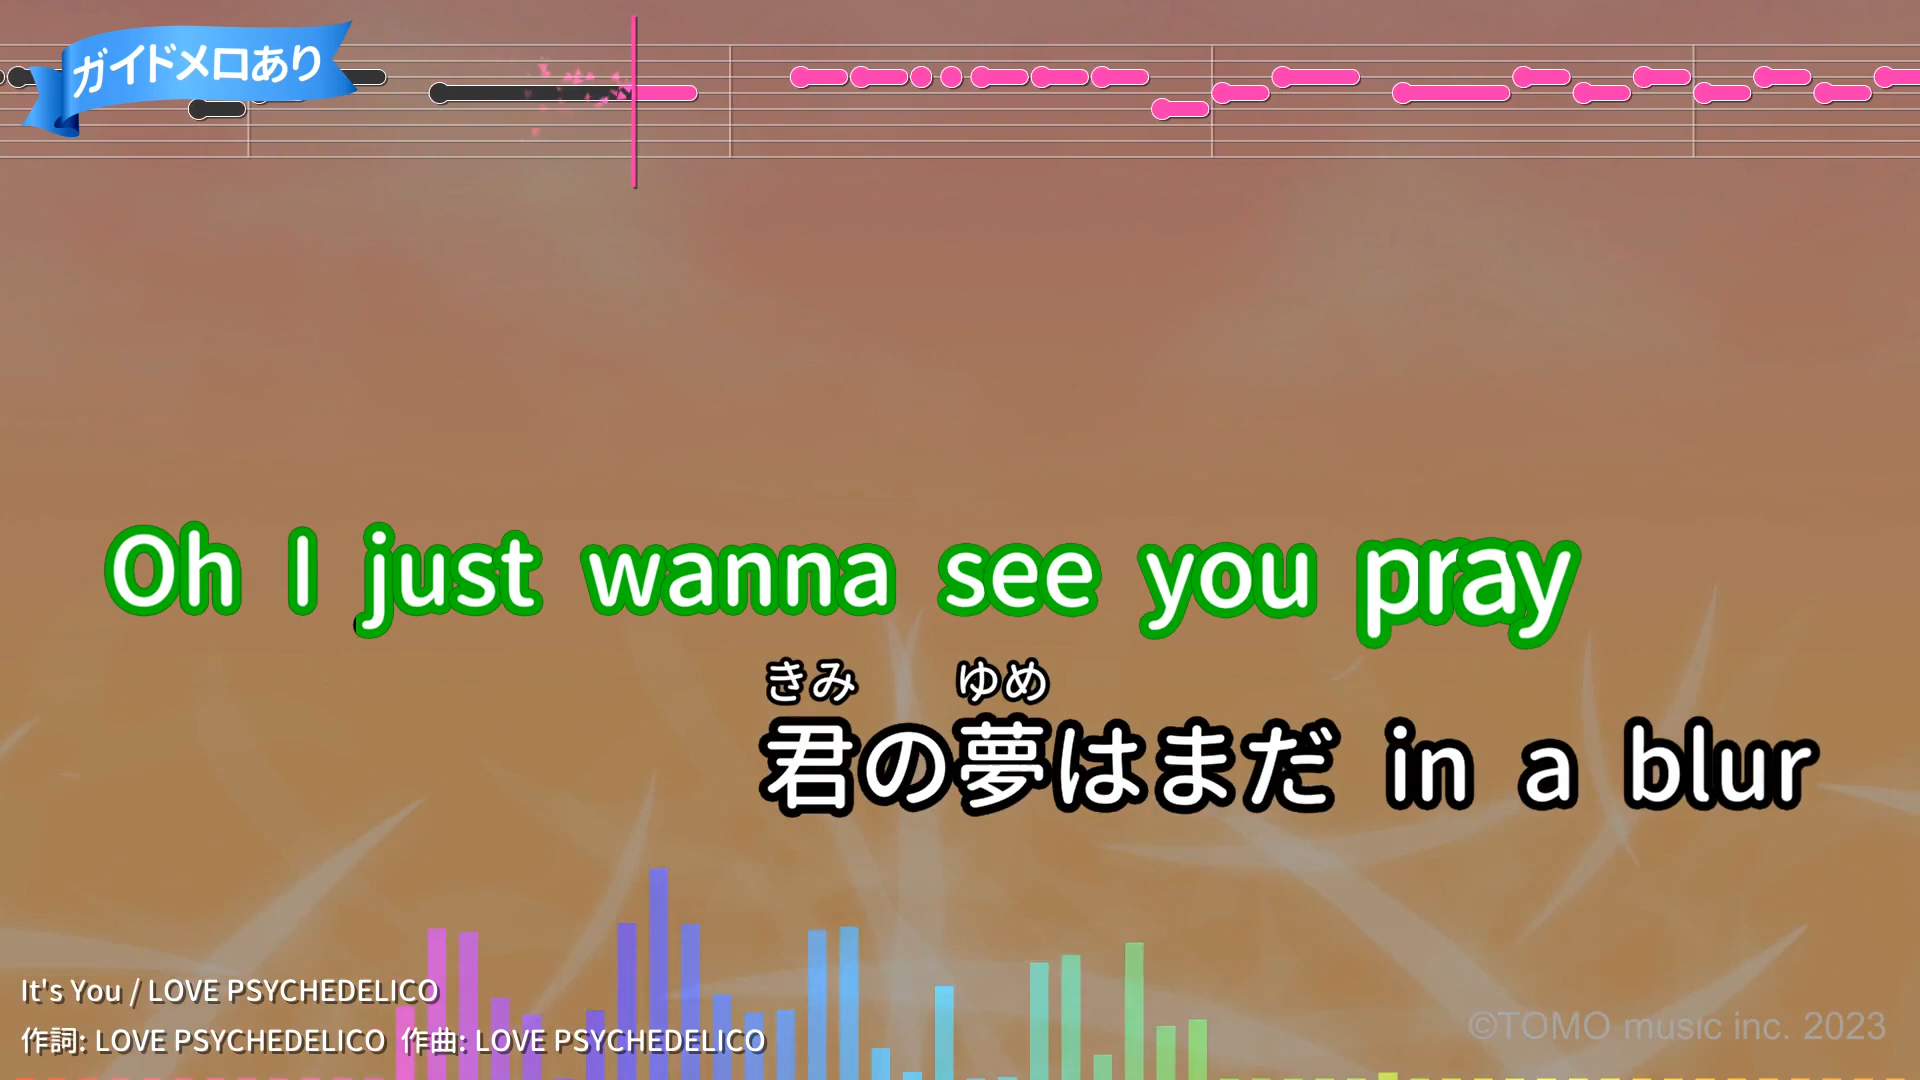 ガイドメロあり
Oh I just wanna see you pray
きみ ゆめ
君の夢はまだ in a blur
It's You / LOVE PSYCHEDELICO
作詞: LOVE PSYCHEDELICO 作曲: LOVE PSYCHEDELICO
©TOMO music inc. 2023